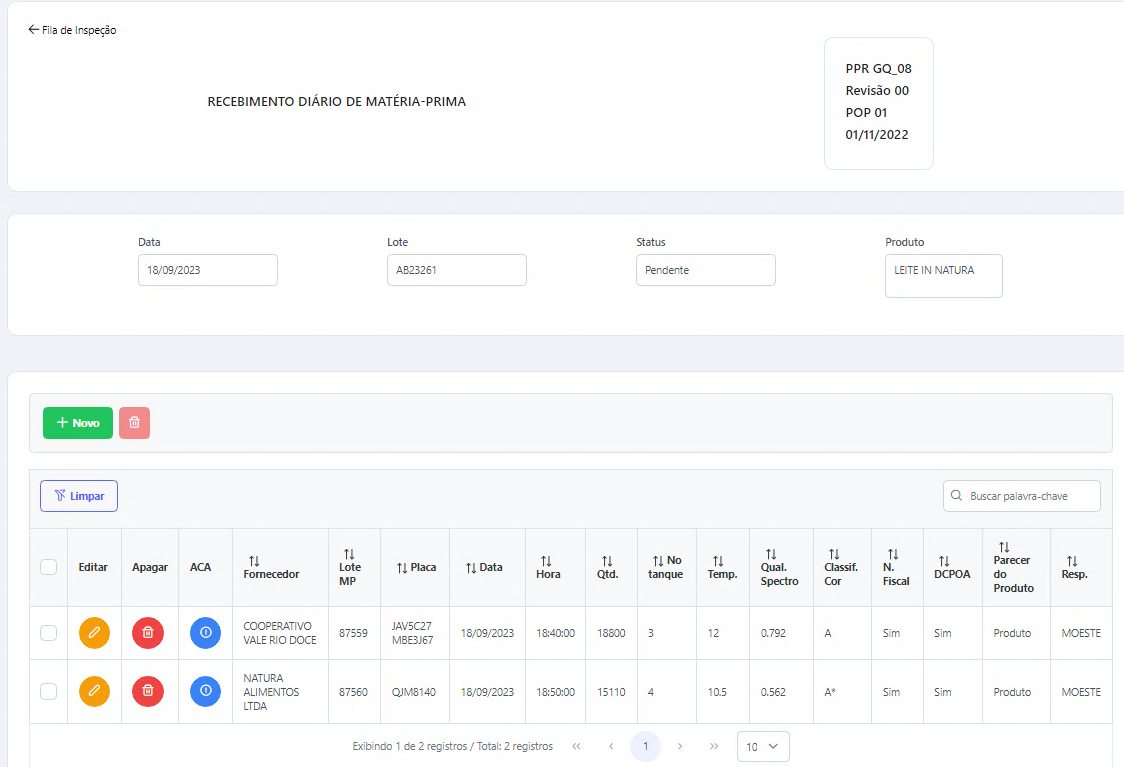 Fila de Inspeção
RECEBIMENTO DIÁRIO DE MATÉRIA-PRIMA
PPR GQ_08
Revisão 00
POP 01
01/11/2022
Data
Lote
Status
Produto
18/09/2023
AB23261
Pendente
LEITE IN NATURA
Novo
Limpar
Buscar palavra-chave
Editar
Apagar
ACA
Fornecedor
Lote
MP
Placa
Data
Hora
Qtd.
No
tanque
Temp.
Qual.
Spectro
Classif.
Cor
N.
Fiscal
DCPOA
Parecer
do
Produto
Resp.
COOPERATIVO
VALE RIO DOCE
87559
JAV5C27
MBE3J67
18/09/2023
18:40:00
18800
3
12
0.792
A
Sim
Sim
Produto
MOESTE
NATURA
ALIMENTOS
LTDA
87560
QJM8140
18/09/2023
18:50:00
15110
4
10.5
0.562
A*
Sim
Sim
Produto
MOESTE
Exibindo 1 de 2 registros / Total: 2 registros
1
10